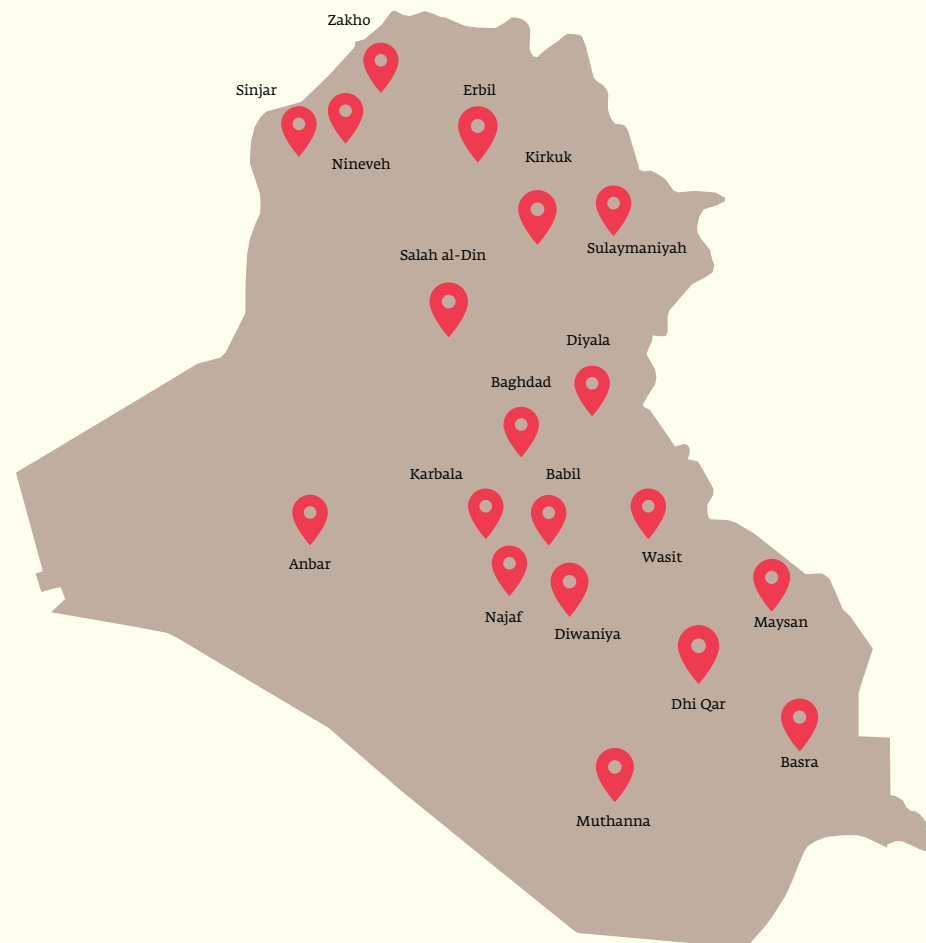 Zakho
Sinjar
Erbil
Kirkuk
Nineveh
Sulaymaniyah
Salah al-Din
Diyala
Baghdad
Karbala
Babil
Wasit
Anbar
Najaf
Maysan
Diwaniya
Dhi Qar
Basra
Muthanna